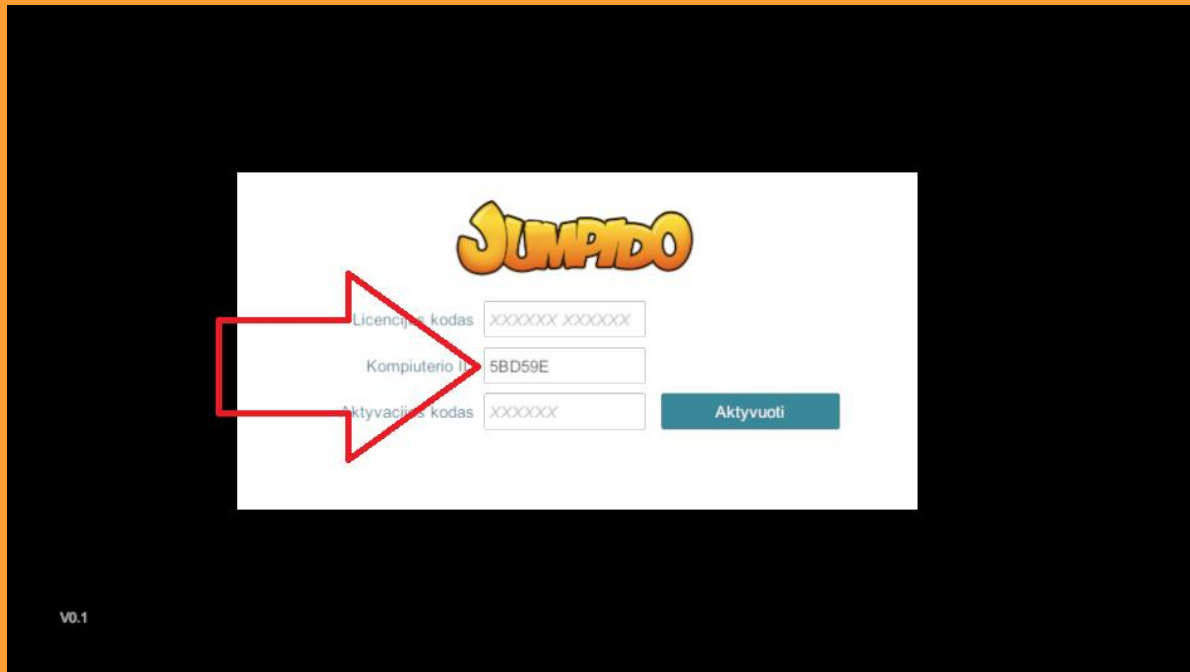 JUMPIDO
Licencijos kodas XXXXXX XXXXXX
Kompiuterio ID 5BD59E
Aktyvacijos kodas XXXXXX Aktyvuoti
V0.1